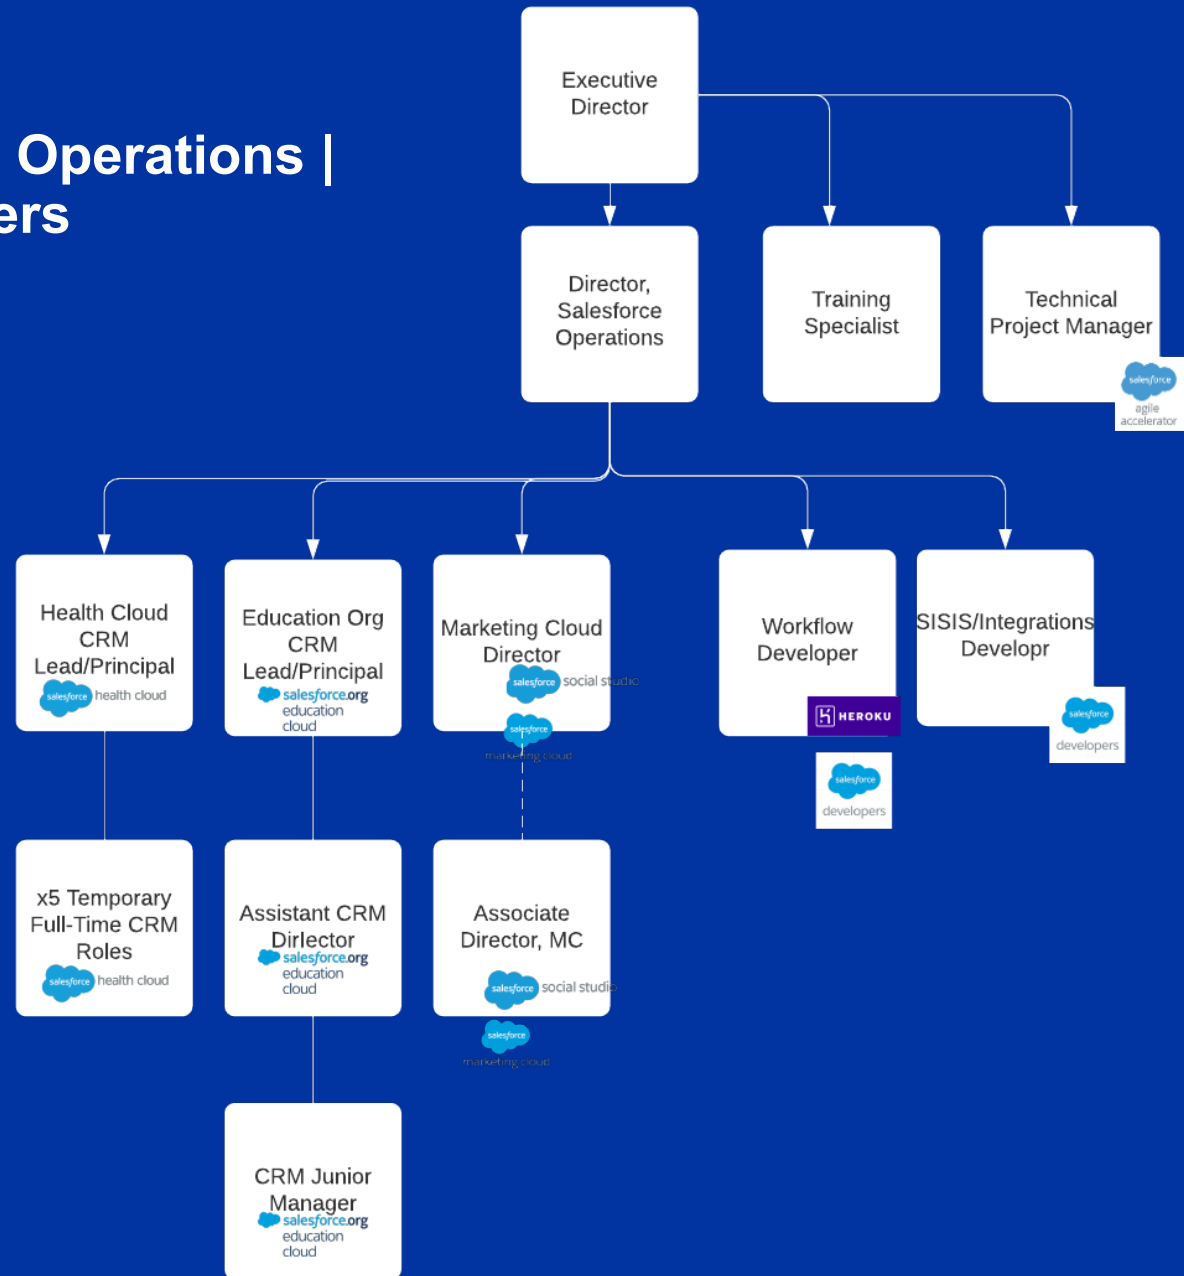 Operations |
ers
Executive
Director
Director,
Salesforce
Operations
Training
Specialist
Technical
Project Manager
salesforce
agile
accelerator
Health Cloud
CRM
Lead/Principal
salesforce health cloud
Education Org
CRM
Lead/Principal
salesforce.org
education
cloud
Marketing Cloud
Director
salesforce social studio
salesforce
marketing cloud
Workflow
Developer
HEROKU
salesforce
developers
SISIS/Integrations
Developr
salesforce
developers
x5 Temporary
Full-Time CRM
Roles
salesforce health cloud
Assistant CRM
DirIector
salesforce.org
education
cloud
Associate
Director, MC
salesforce social studio
salesforce
marketing cloud
CRM Junior
Manager
salesforce.org
education
cloud